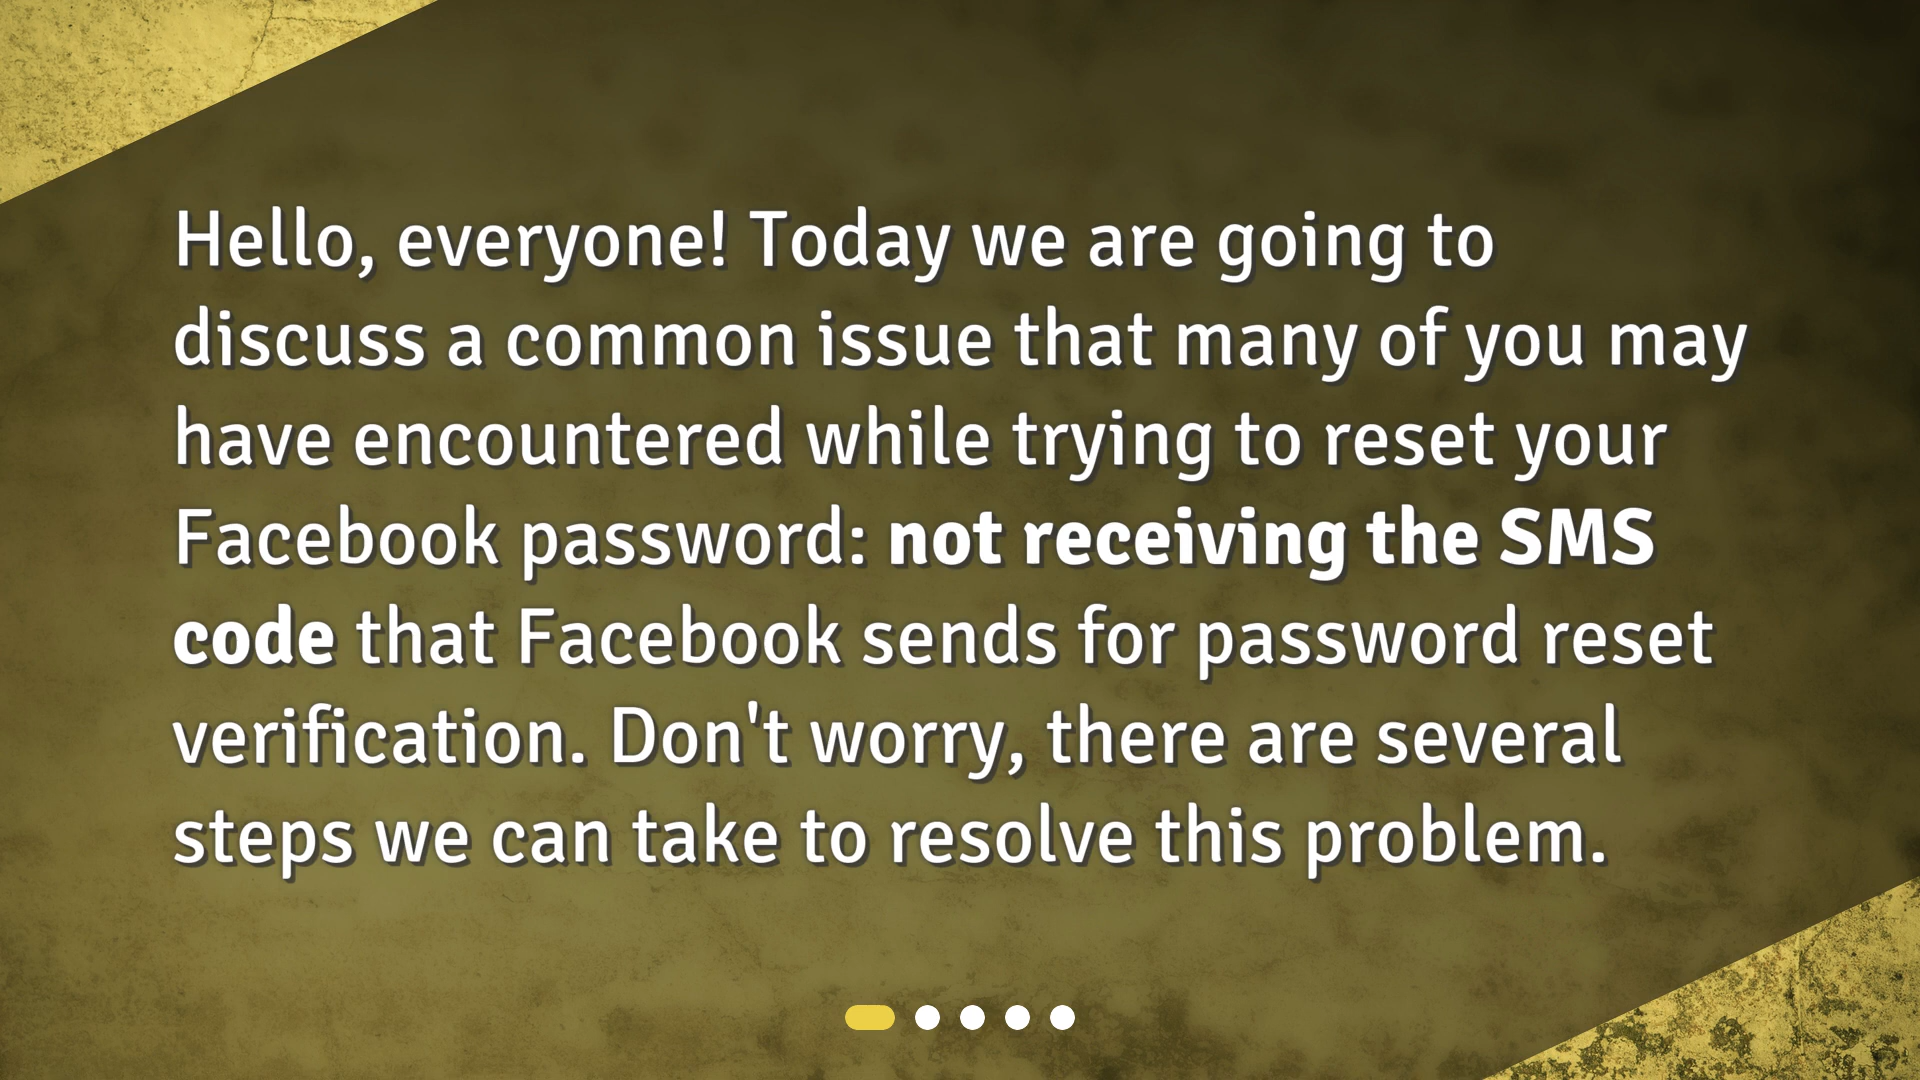 Hello, everyone! Today we are going to
discuss a common issue that many of you may
have encountered while trying to reset your
Facebook password: not receiving the SMS
code that Facebook sends for password reset
verification. Don't worry, there are several
steps we can take to resolve this problem.